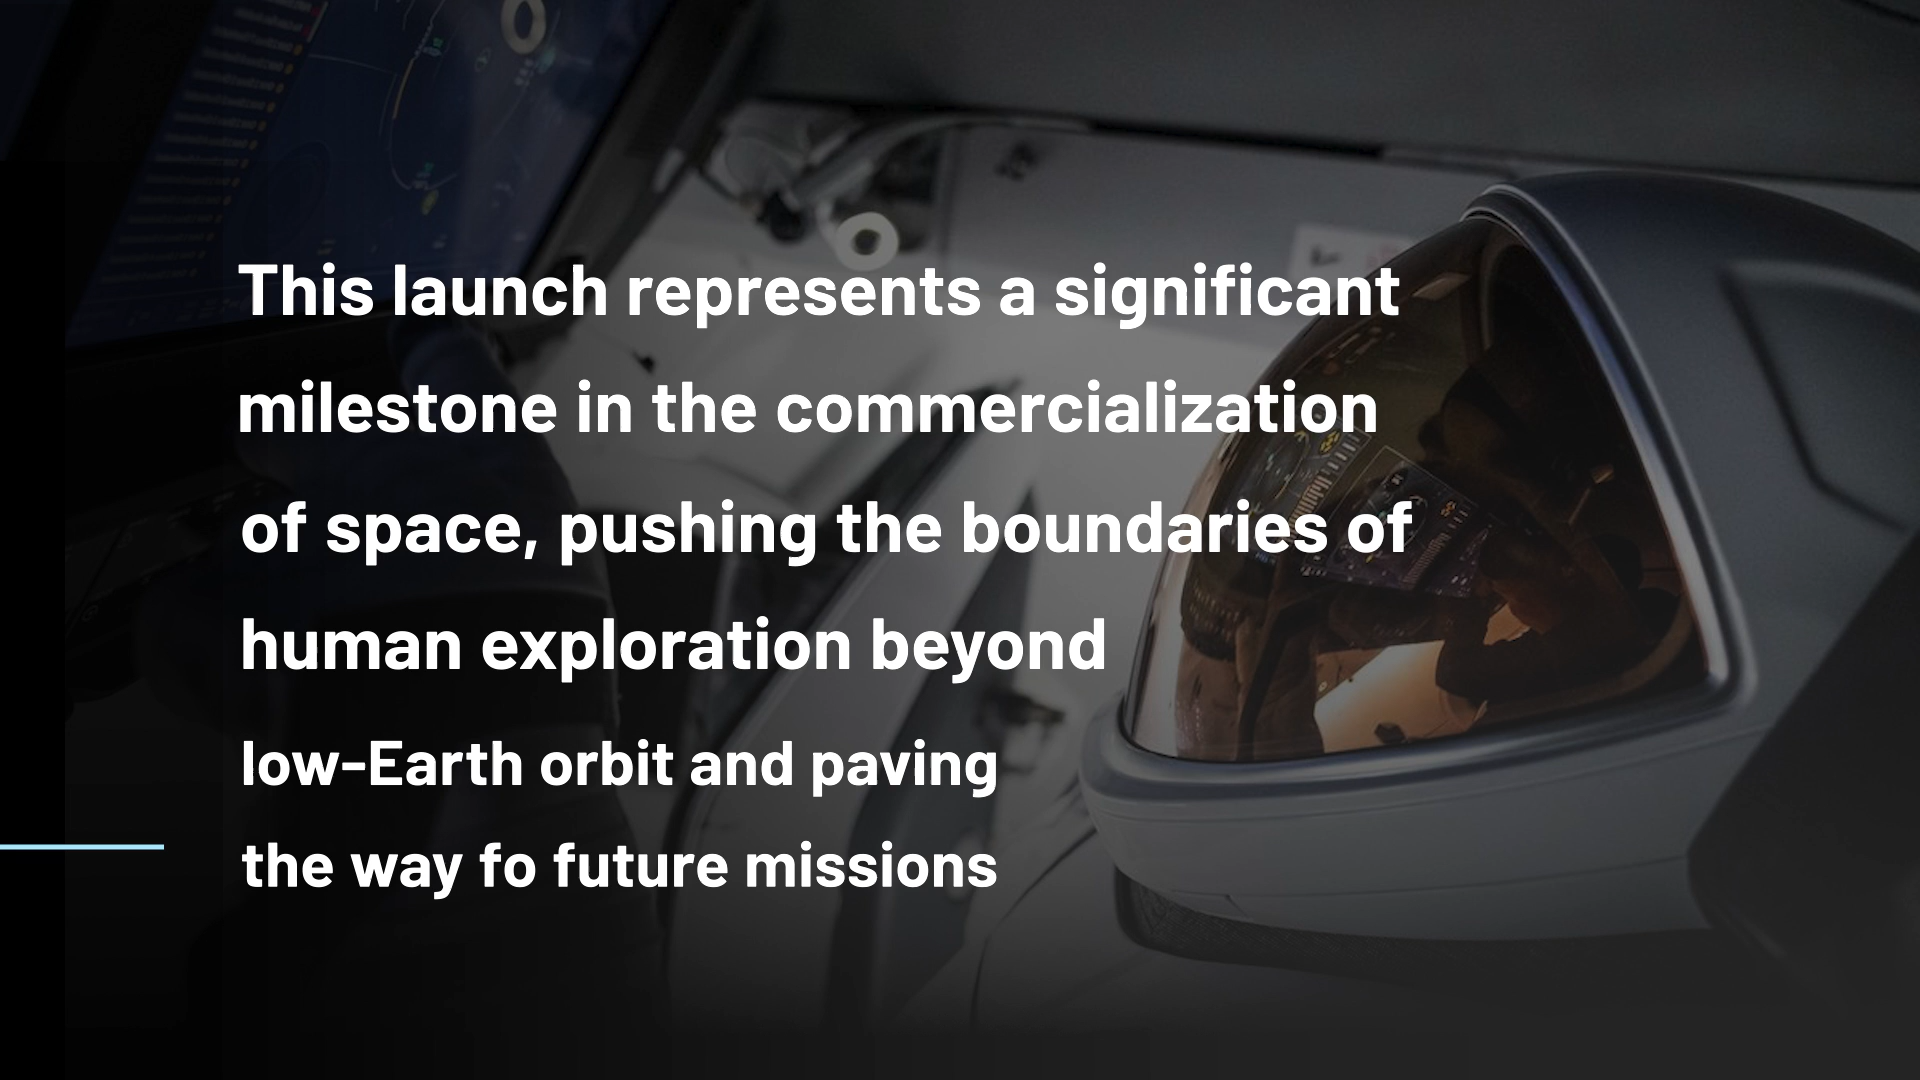 This launch represents a significant
milestone in the commercialization
of space, pushing the boundaries of
human exploration beyond
low-Earth orbit and paving
the way fo future missions